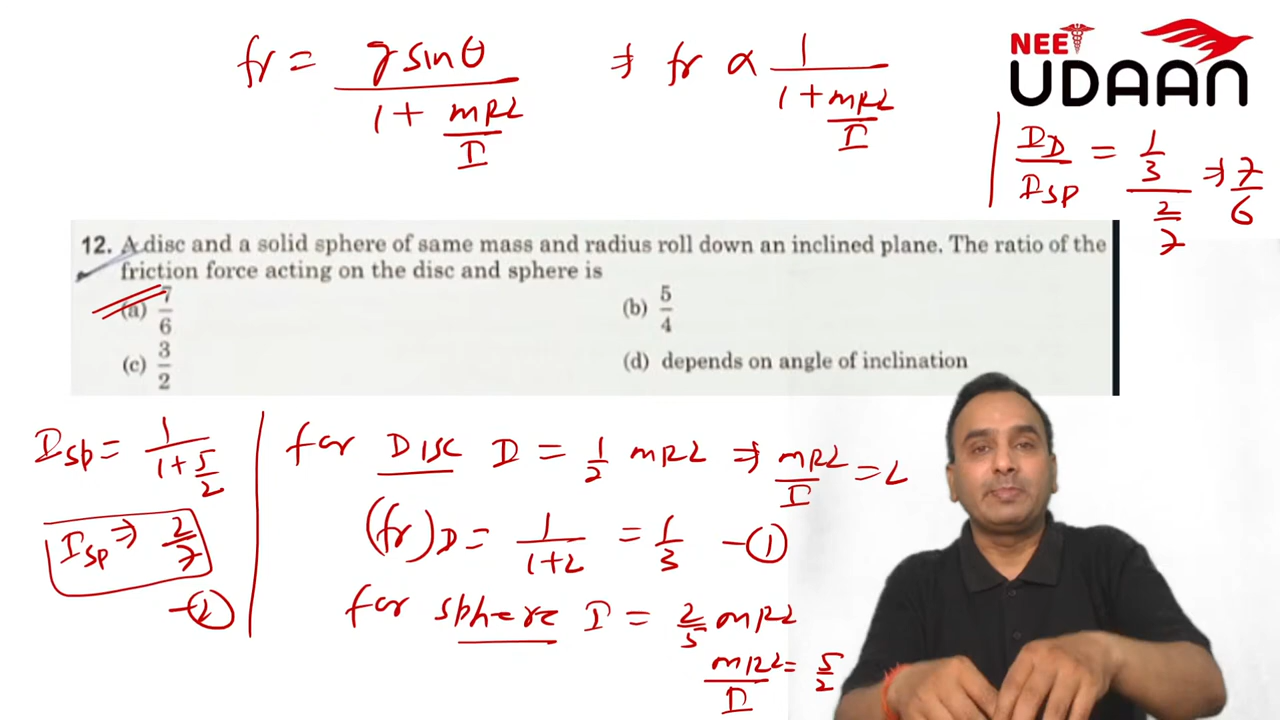 fr = g sinθ / (1 + mR2/I) ⇒ fr α 1 / (1 + mR2/I)
NEET
UDAAN
ID/ISP = (1/3)/(2/7) ⇒ 7/6
12. A disc and a solid sphere of same mass and radius roll down an inclined plane. The ratio of the
friction force acting on the disc and sphere is
(a) 7/6
(b) 5/4
(c) 3/2
(d) depends on angle of inclination
ISP = 1 / (1 + 5/2)
ISP ⇒ 2/7
-②
for DISC I = 1/2 mR2 ⇒ mR2/I = 2
(fr)D = 1/(1+2) = 1/3 -①
for sphere I = 2/5 mR2
mR2/I = 5/2